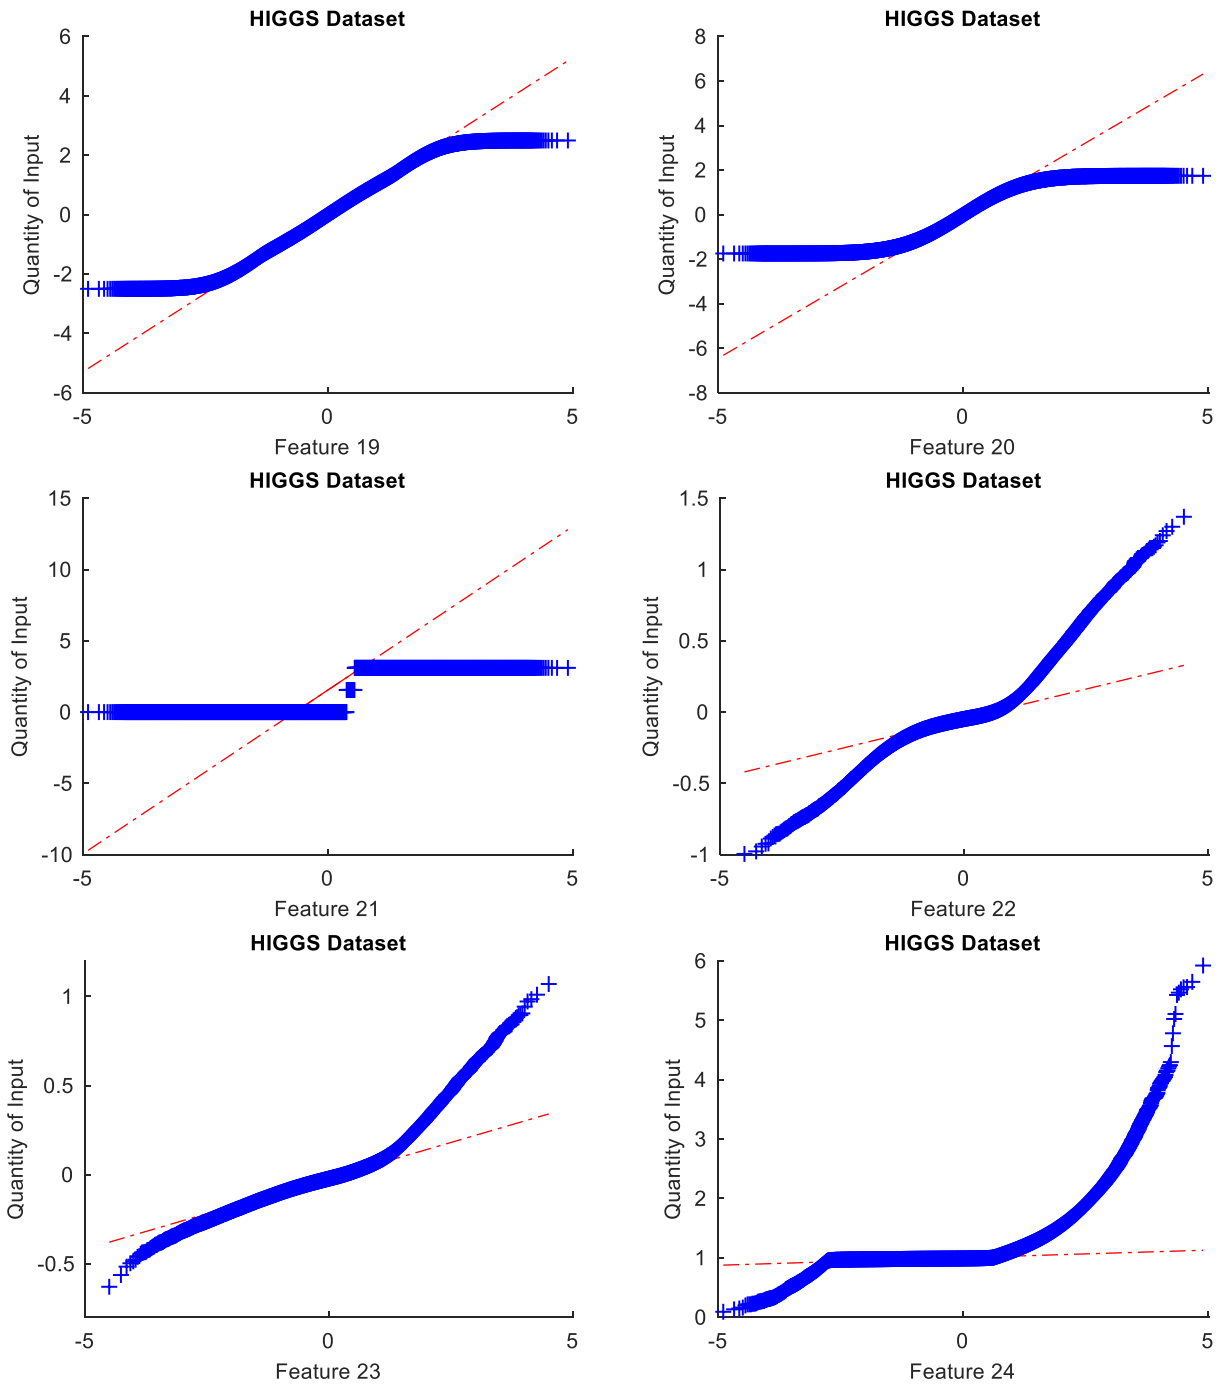 HIGGS Dataset
6
4
2
0
-2
-4
-6
Quantity of Input
-5 0 5
Feature 19
HIGGS Dataset
8
6
4
2
0
-2
-4
-6
-8
Quantity of Input
-5 0 5
Feature 20
HIGGS Dataset
15
10
5
0
-5
-10
Quantity of Input
-5 0 5
Feature 21
HIGGS Dataset
1.5
1
0.5
0
-0.5
-1
Quantity of Input
-5 0 5
Feature 22
HIGGS Dataset
1
0.5
0
-0.5
Quantity of Input
-5 0 5
Feature 23
HIGGS Dataset
6
5
4
3
2
1
0
Quantity of Input
-5 0 5
Feature 24